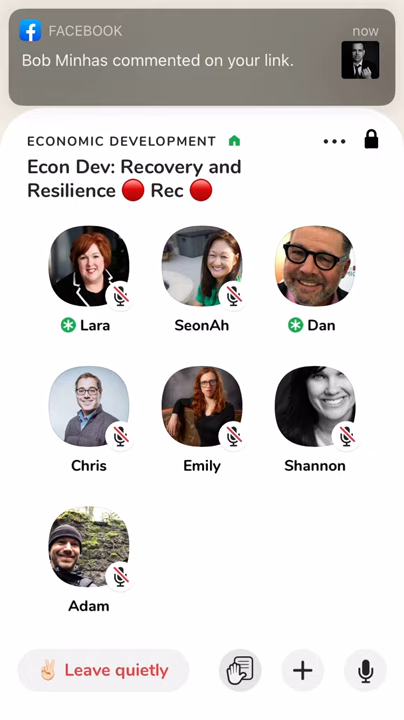 FACEBOOK
now
Bob Minhas commented on your link.
ECONOMIC DEVELOPMENT
Econ Dev: Recovery and
Resilience 🔴 Rec 🔴
Lara
SeonAh
Dan
Chris
Emily
Shannon
Adam
✌🏻 Leave quietly